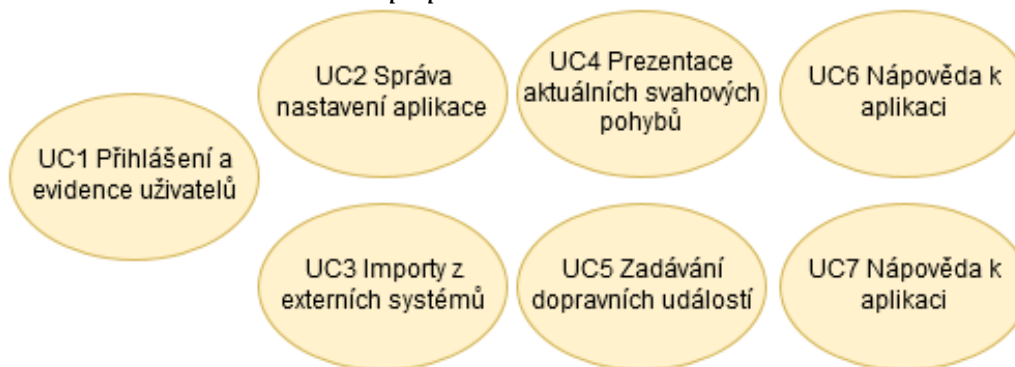 UC1 Přihlášení a
evidence uživatelů
UC2 Správa
nastavení aplikace
UC3 Importy z
externích systémů
UC4 Prezentace
aktuálních svahových
pohybů
UC5 Zadávání
dopravních událostí
UC6 Nápověda k
aplikaci
UC7 Nápověda k
aplikaci